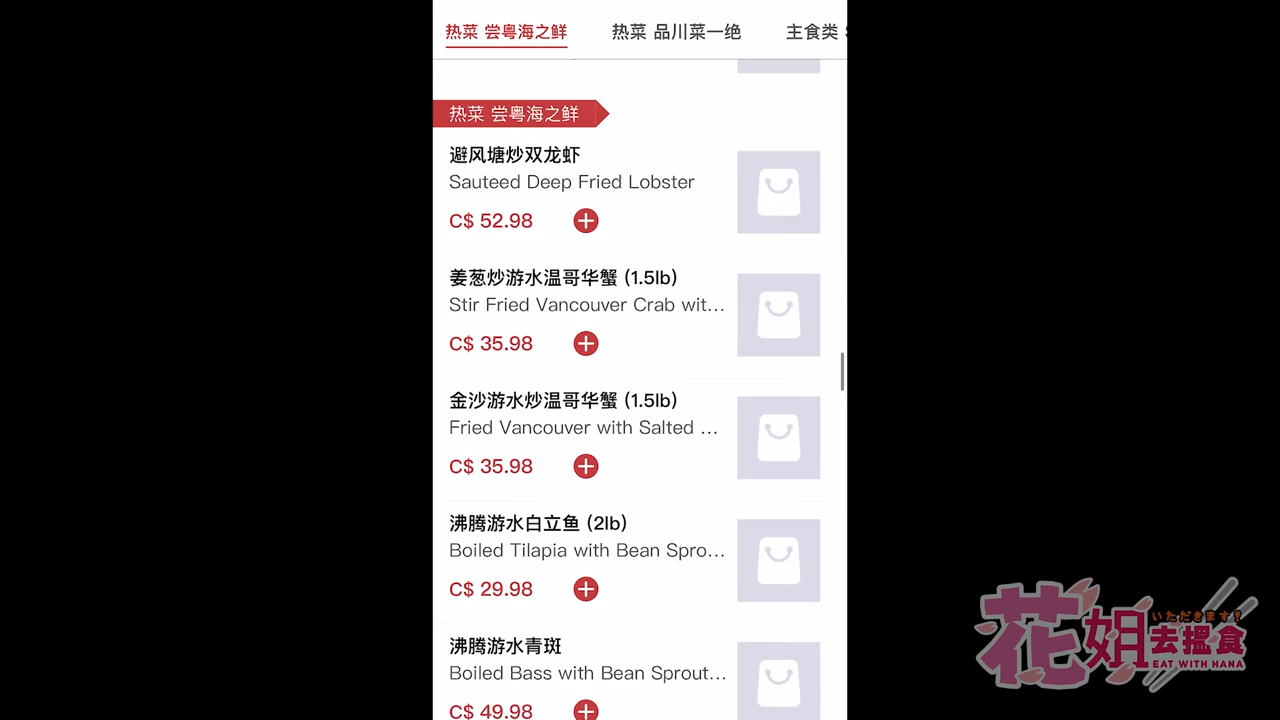 热菜 尝粤海之鲜
热菜 品川菜一绝
主食类
热菜 尝粤海之鲜
避风塘炒双龙虾
Sauteed Deep Fried Lobster
C$ 52.98
姜葱炒游水温哥华蟹 (1.5lb)
Stir Fried Vancouver Crab wit...
C$ 35.98
金沙游水炒温哥华蟹 (1.5lb)
Fried Vancouver with Salted ...
C$ 35.98
沸腾游水白立鱼 (2lb)
Boiled Tilapia with Bean Spro...
C$ 29.98
沸腾游水青斑
Boiled Bass with Bean Sprout...
C$ 49.98
いただきます?
花姐去搵食
EAT WITH HANA